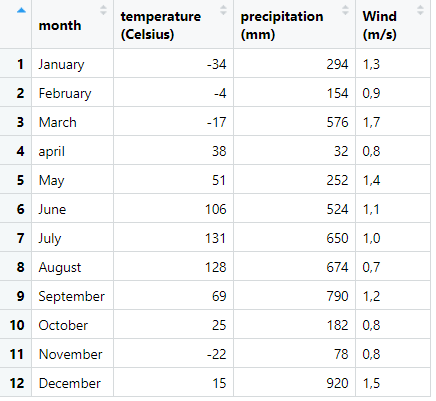 month temperature (Celsius) precipitation (mm) Wind (m/s)
1 January -34 294 1,3
2 February -4 154 0,9
3 March -17 576 1,7
4 april 38 32 0,8
5 May 51 252 1,4
6 June 106 524 1,1
7 July 131 650 1,0
8 August 128 674 0,7
9 September 69 790 1,2
10 October 25 182 0,8
11 November -22 78 0,8
12 December 15 920 1,5